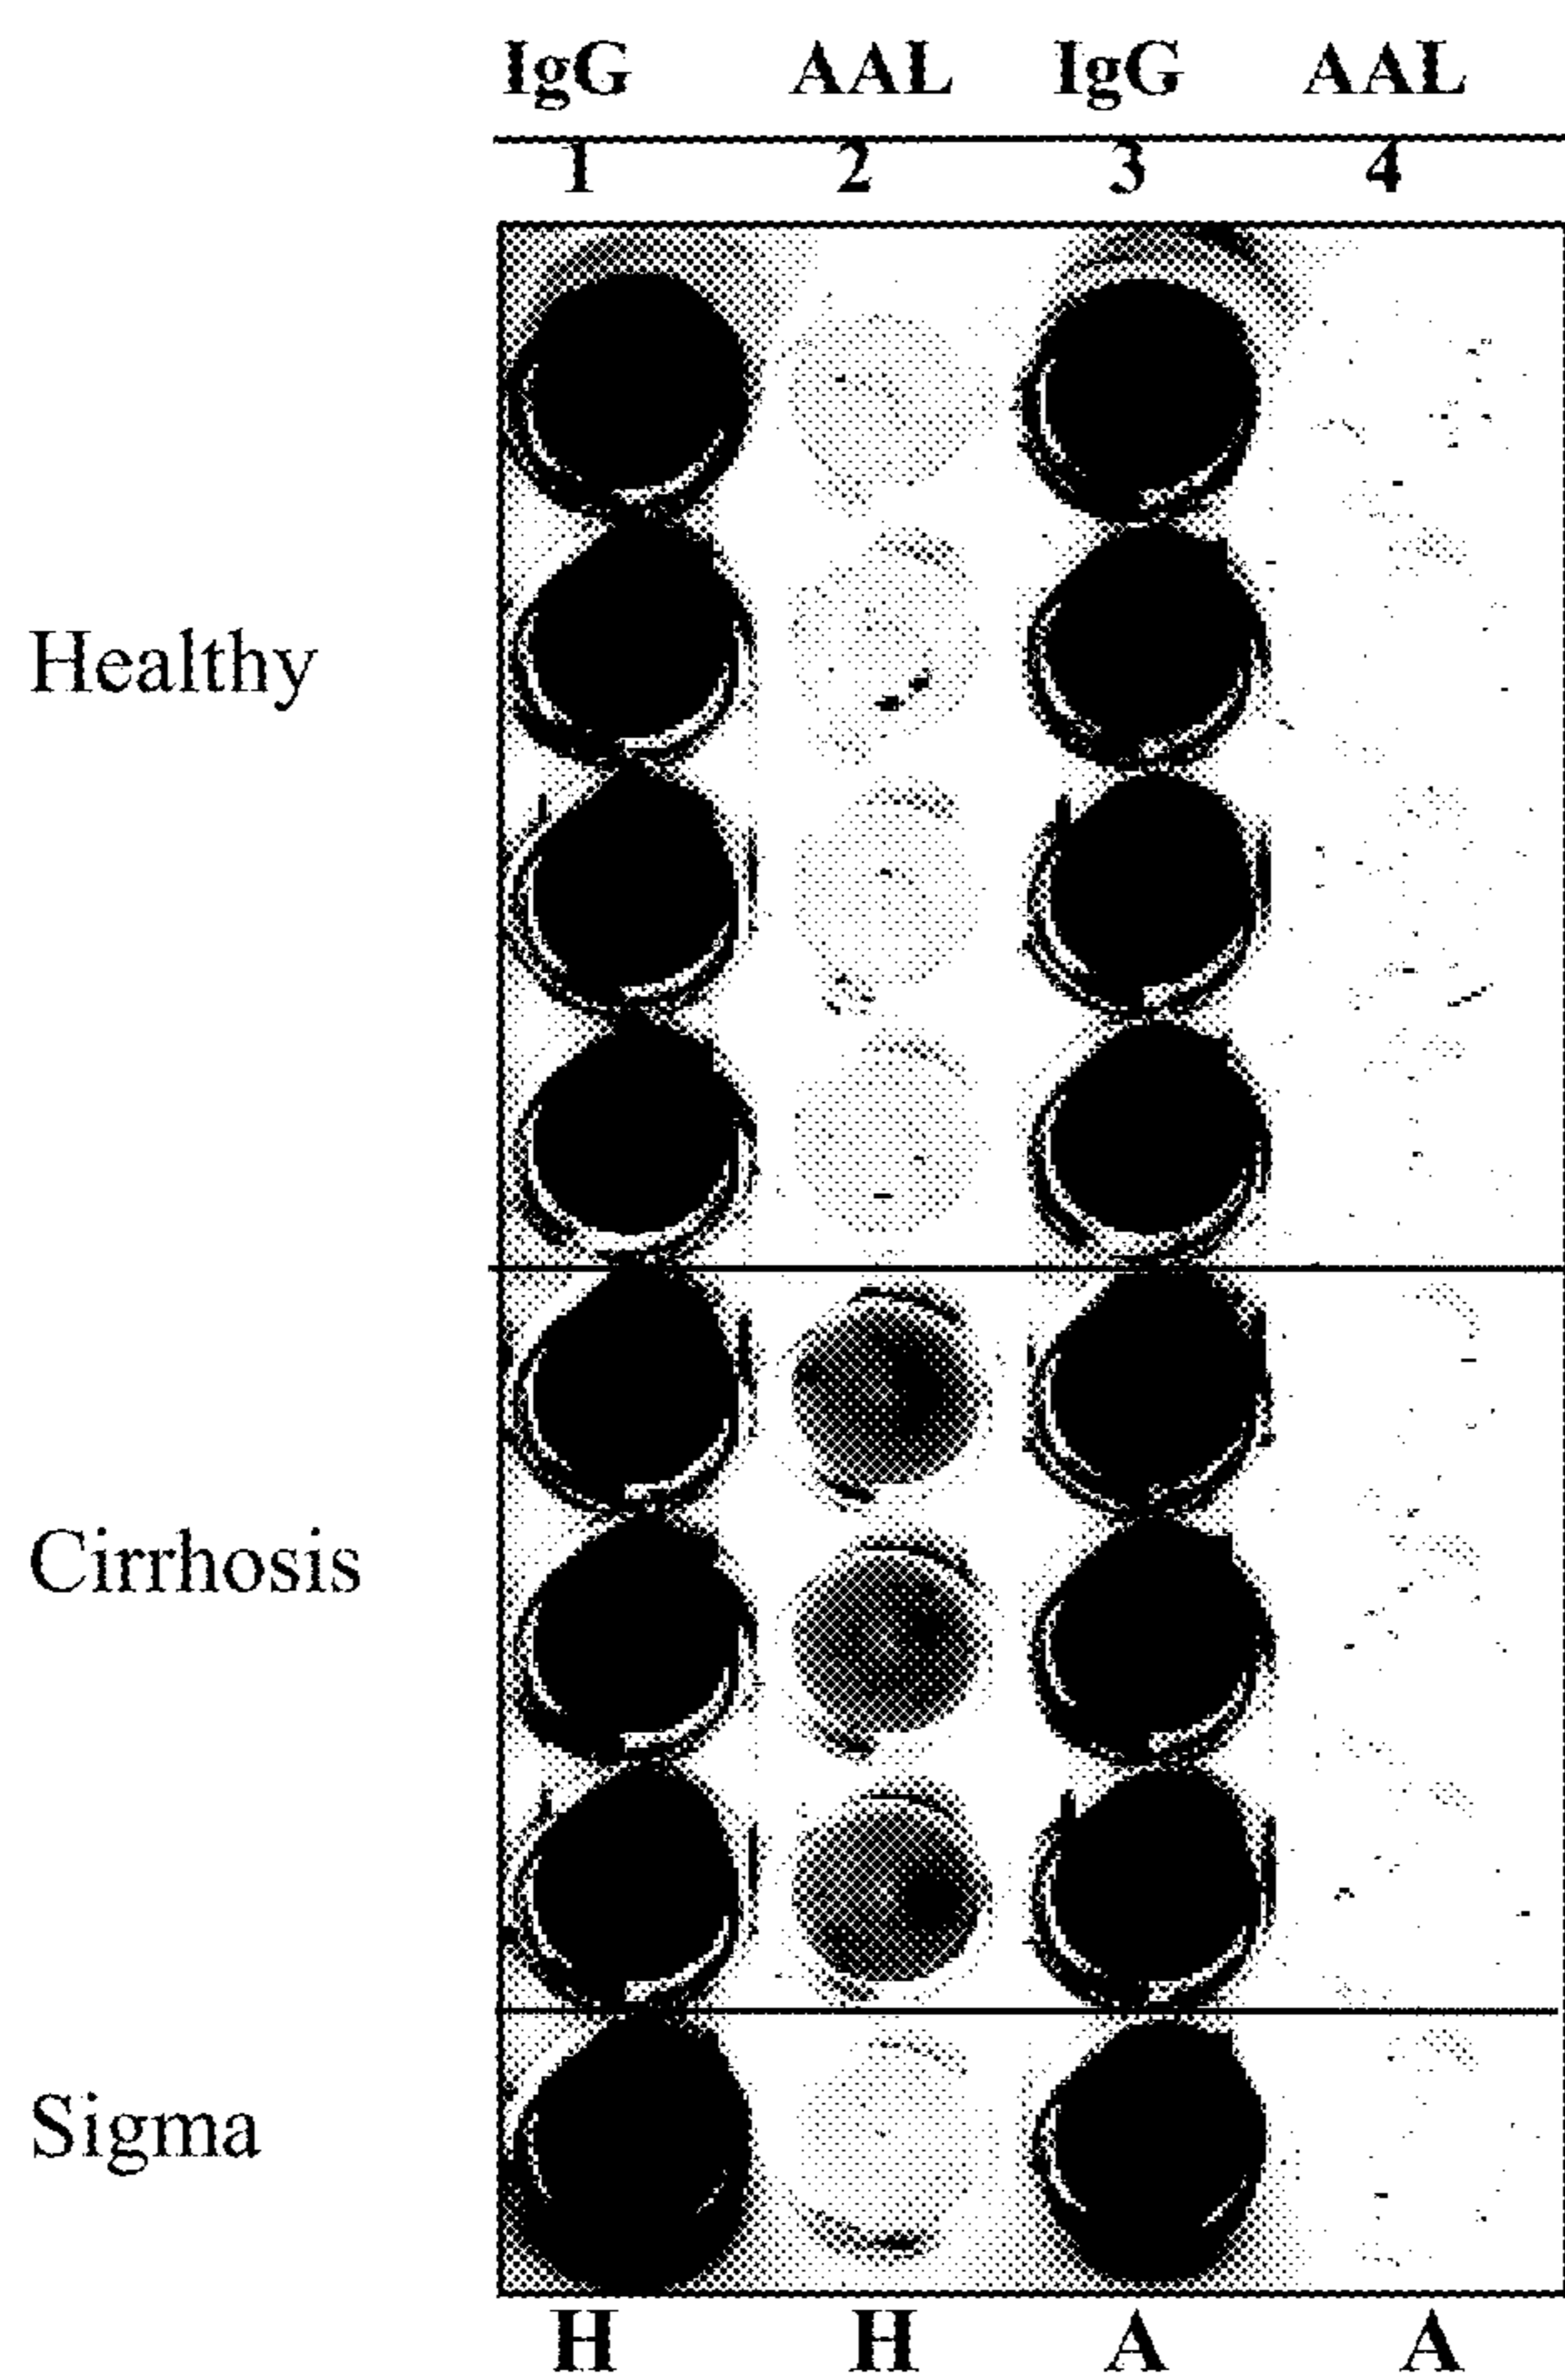 IgG AAL IgG AAL
1 2 3 4
Healthy
Cirrhosis
Sigma
H H A A